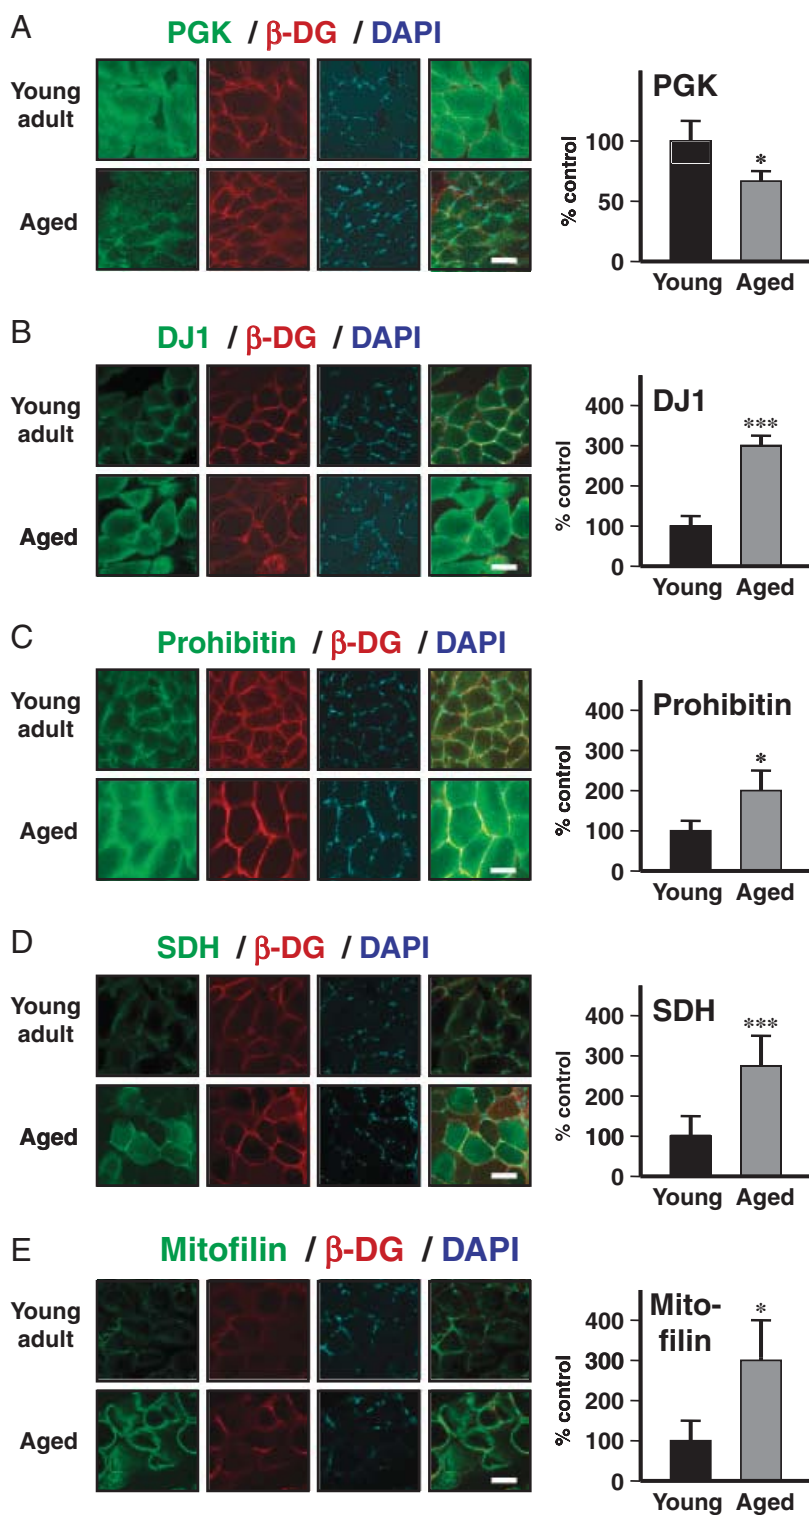 A
PGK / β-DG / DAPI
Young
adult
Aged
PGK
% control
100
50
0
*
Young Aged
B
DJ1 / β-DG / DAPI
Young
adult
Aged
DJ1
% control
400
300
200
100
0
***
Young Aged
C
Prohibitin / β-DG / DAPI
Young
adult
Aged
Prohibitin
% control
400
300
200
100
0
*
Young Aged
D
SDH / β-DG / DAPI
Young
adult
Aged
SDH
% control
400
300
200
100
0
***
Young Aged
E
Mitofilin / β-DG / DAPI
Young
adult
Aged
Mito-
filin
% control
400
300
200
100
0
*
Young Aged